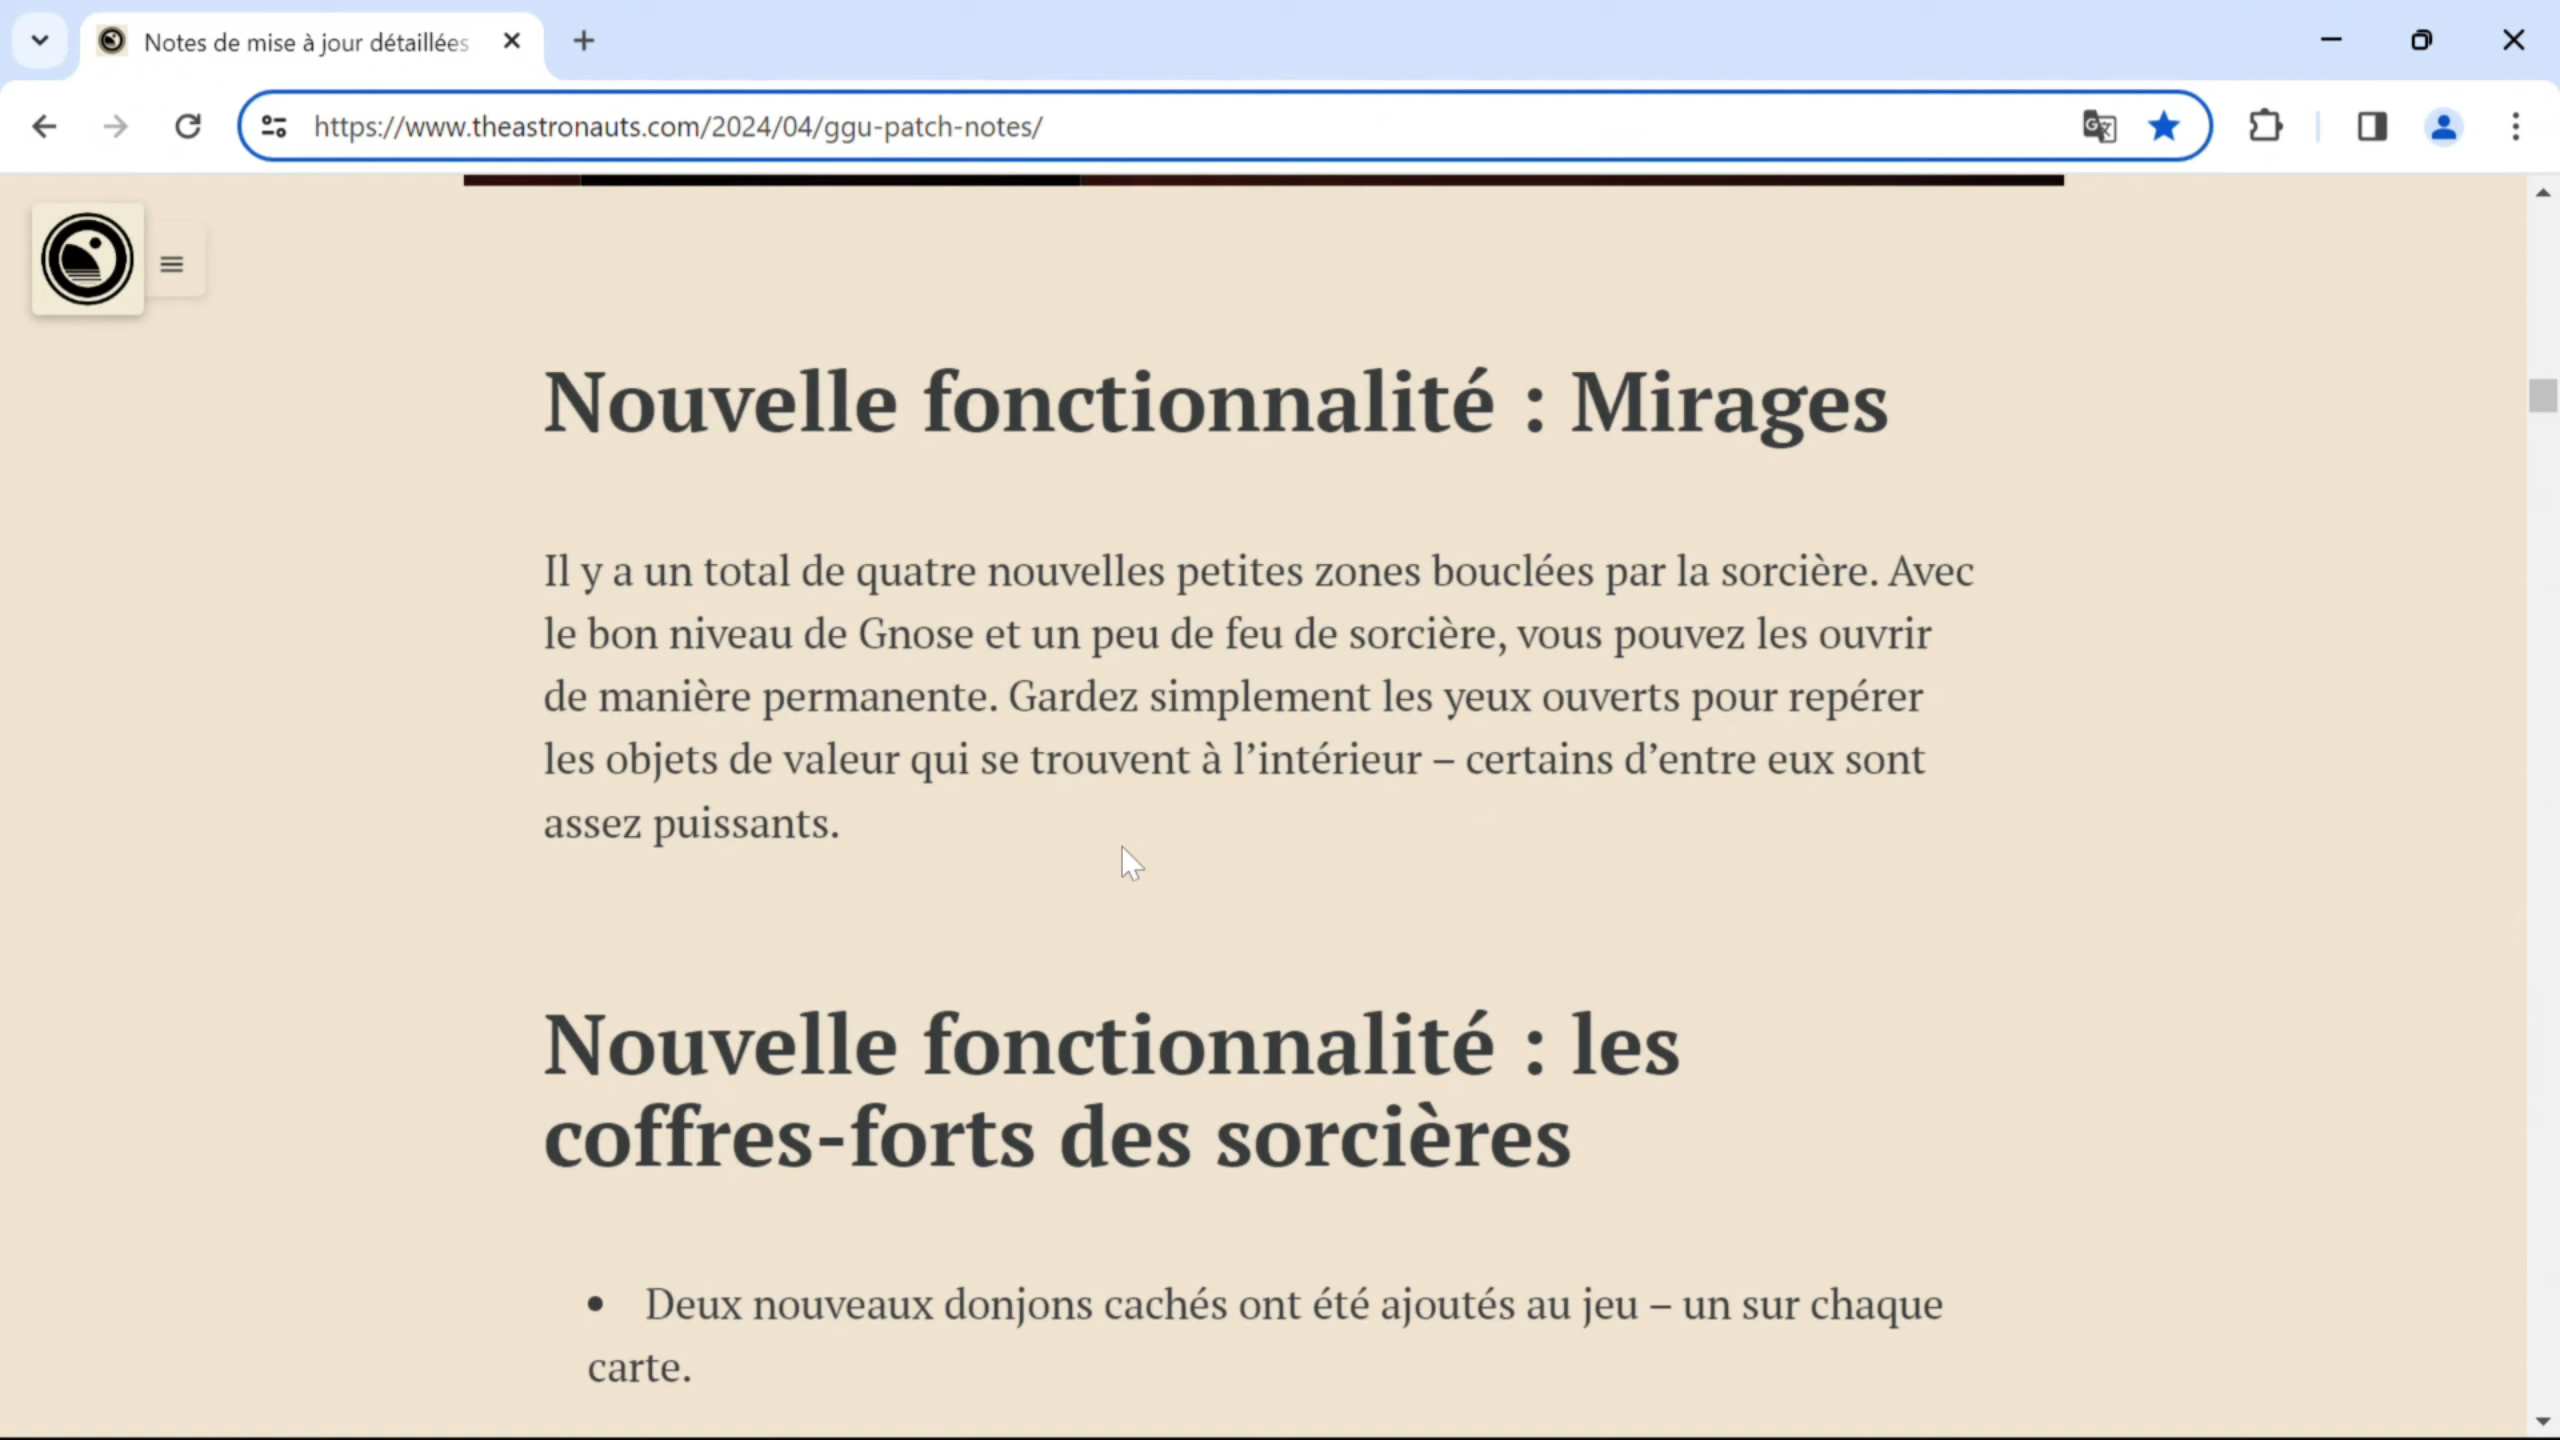 Notes de mise à jour détaillées
https://www.theastronauts.com/2024/04/ggu-patch-notes/
Nouvelle fonctionnalité : Mirages
Il y a un total de quatre nouvelles petites zones bouclées par la sorcière. Avec
le bon niveau de Gnose et un peu de feu de sorcière, vous pouvez les ouvrir
de manière permanente. Gardez simplement les yeux ouverts pour repérer
les objets de valeur qui se trouvent à l’intérieur – certains d’entre eux sont
assez puissants.
Nouvelle fonctionnalité : les
coffres-forts des sorcières
• Deux nouveaux donjons cachés ont été ajoutés au jeu – un sur chaque
carte.